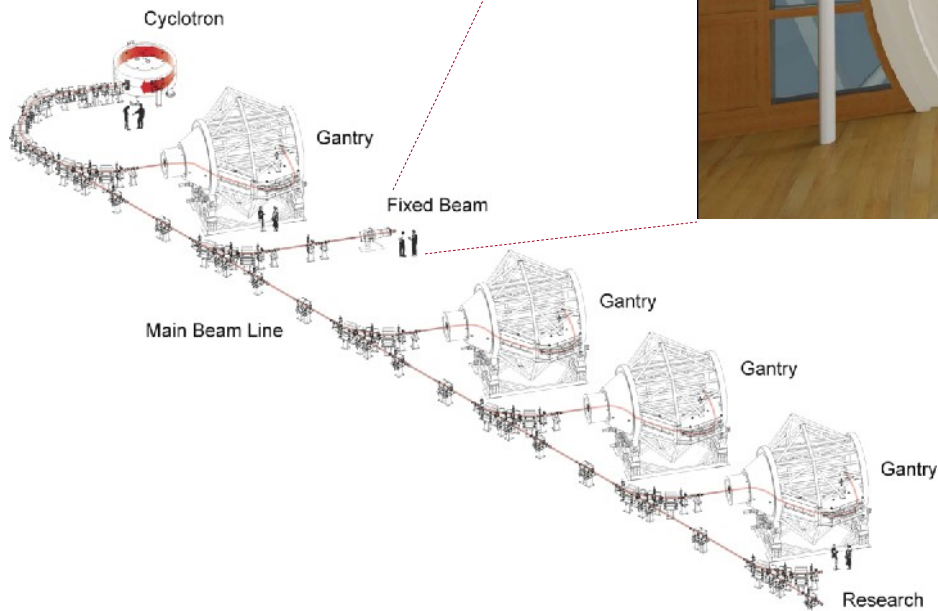 Cyclotron
Gantry
Fixed Beam
Gantry
Main Beam Line
Gantry
Gantry
Research